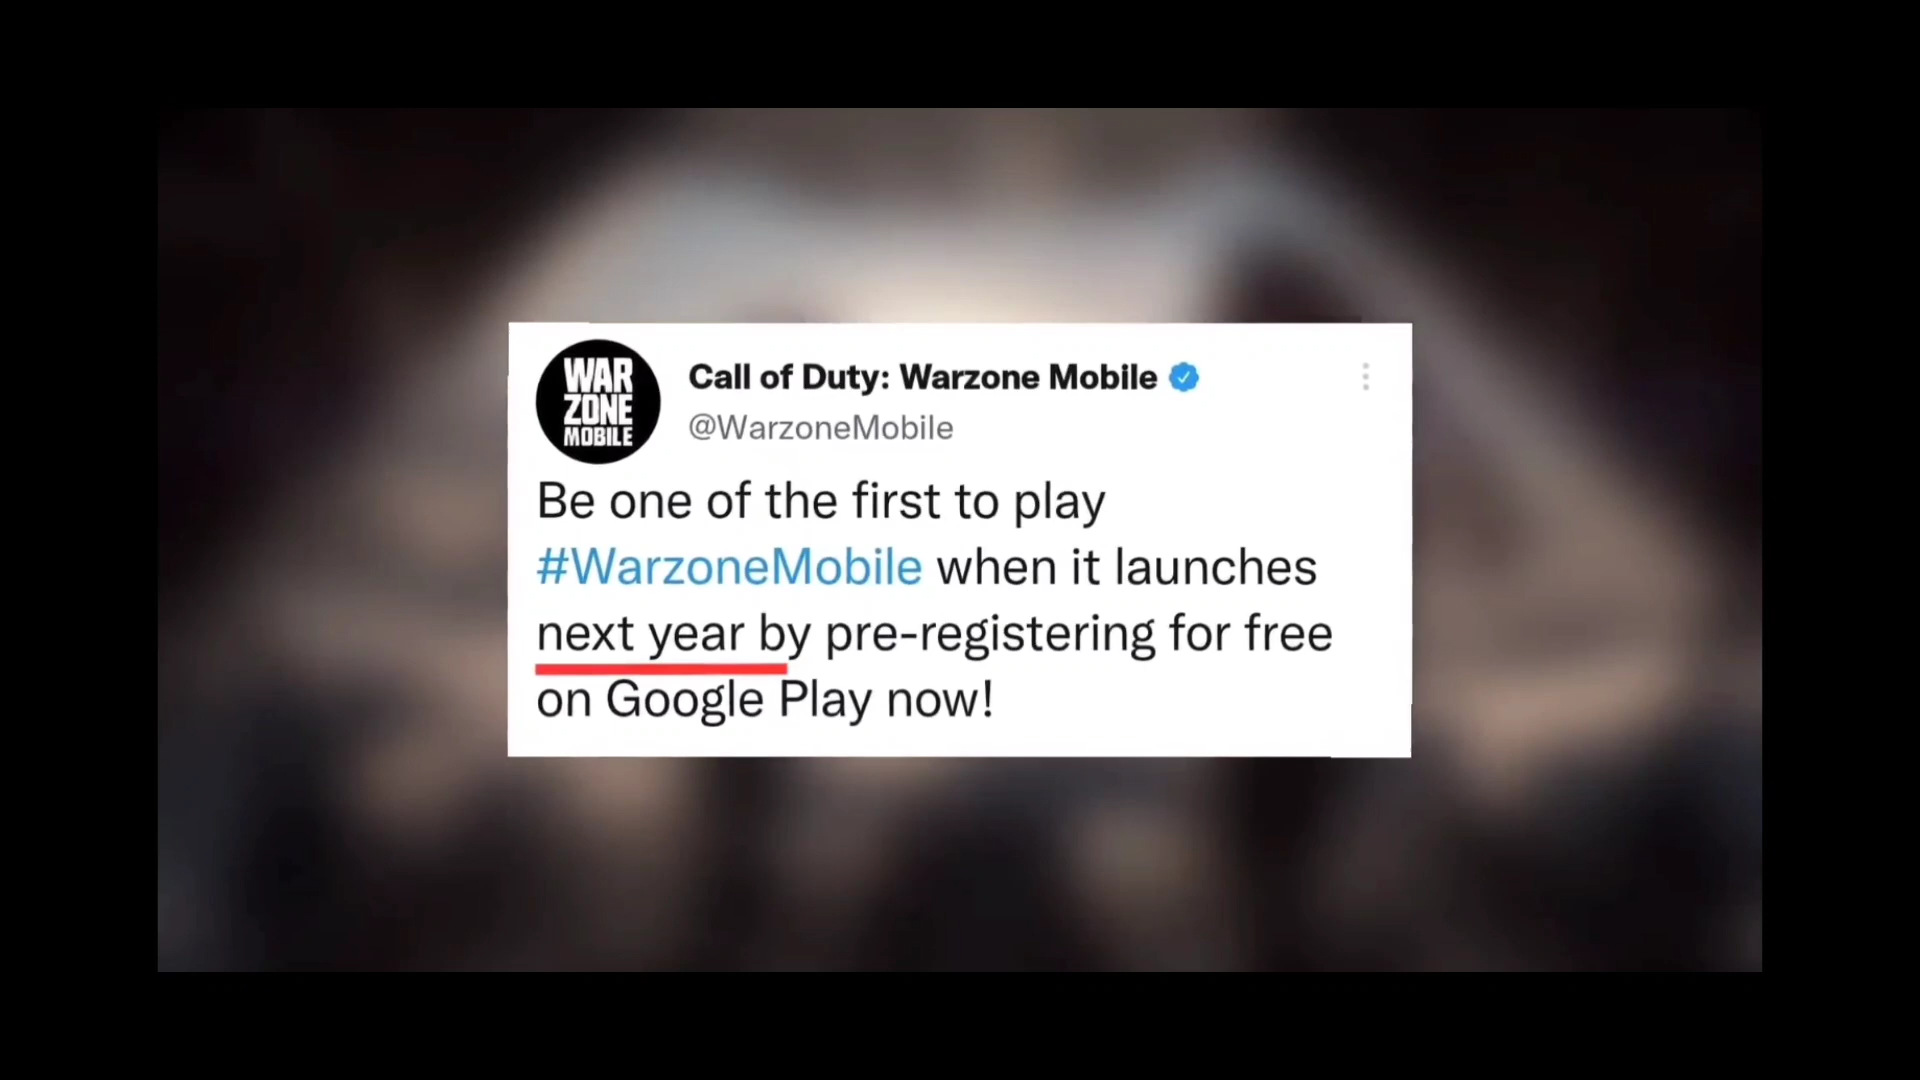 WAR
ZONE
MOBILE
Call of Duty: Warzone Mobile
@WarzoneMobile
Be one of the first to play
#WarzoneMobile when it launches
next year by pre-registering for free
on Google Play now!